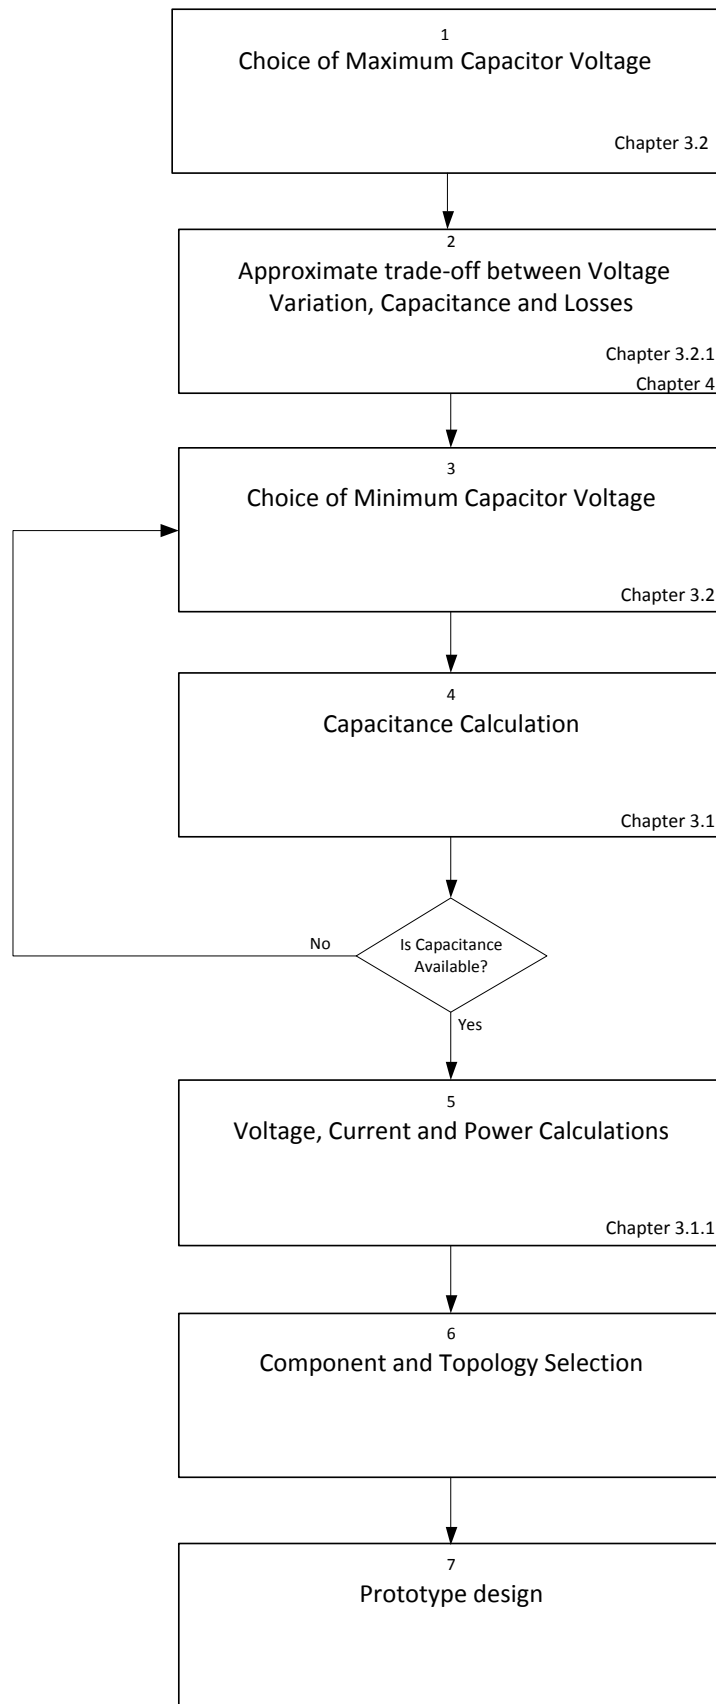 1
Choice of Maximum Capacitor Voltage
Chapter 3.2
2
Approximate trade-off between Voltage
Variation, Capacitance and Losses
Chapter 3.2.1
Chapter 4
3
Choice of Minimum Capacitor Voltage
Chapter 3.2
4
Capacitance Calculation
Chapter 3.1
No
Is Capacitance
Available?
Yes
5
Voltage, Current and Power Calculations
Chapter 3.1.1
6
Component and Topology Selection
7
Prototype design